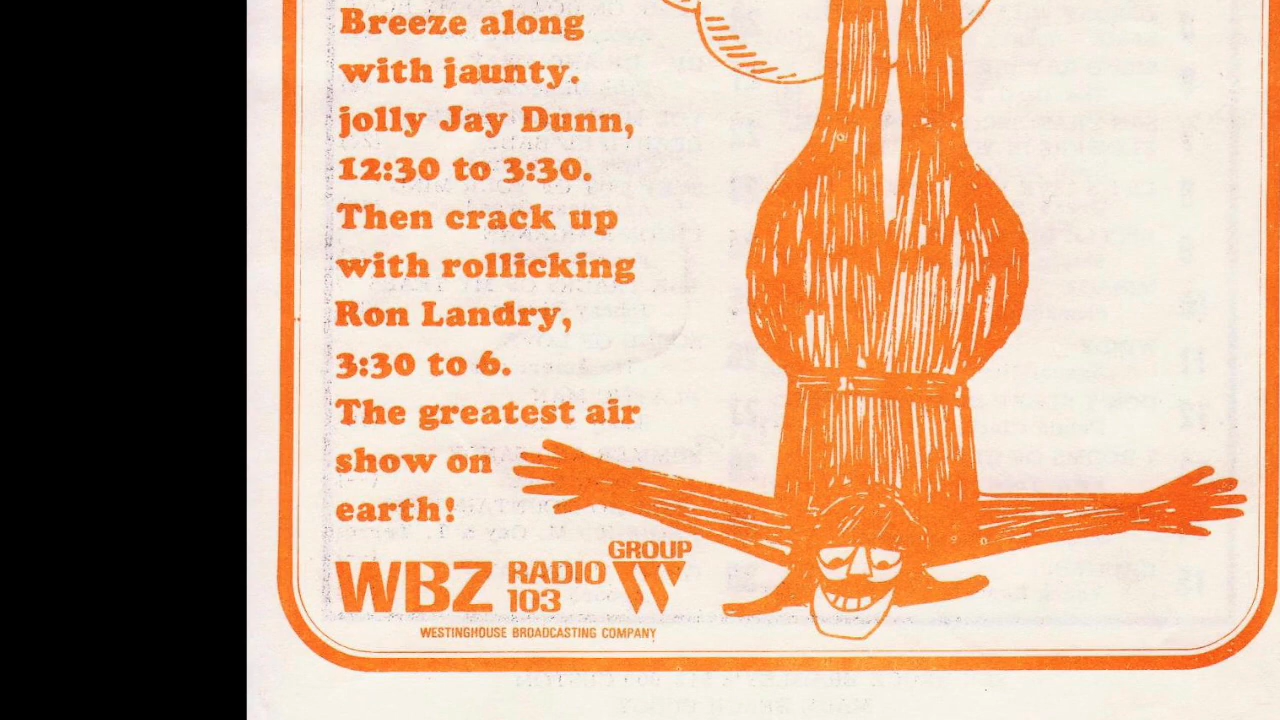 Breeze along
with jaunty.
jolly Jay Dunn,
12:30 to 3:30.
Then crack up
with rollicking
Ron Landry,
3:30 to 6.
The greatest air
show on
earth!
WBZ RADIO 103 GROUP W
WESTINGHOUSE BROADCASTING COMPANY